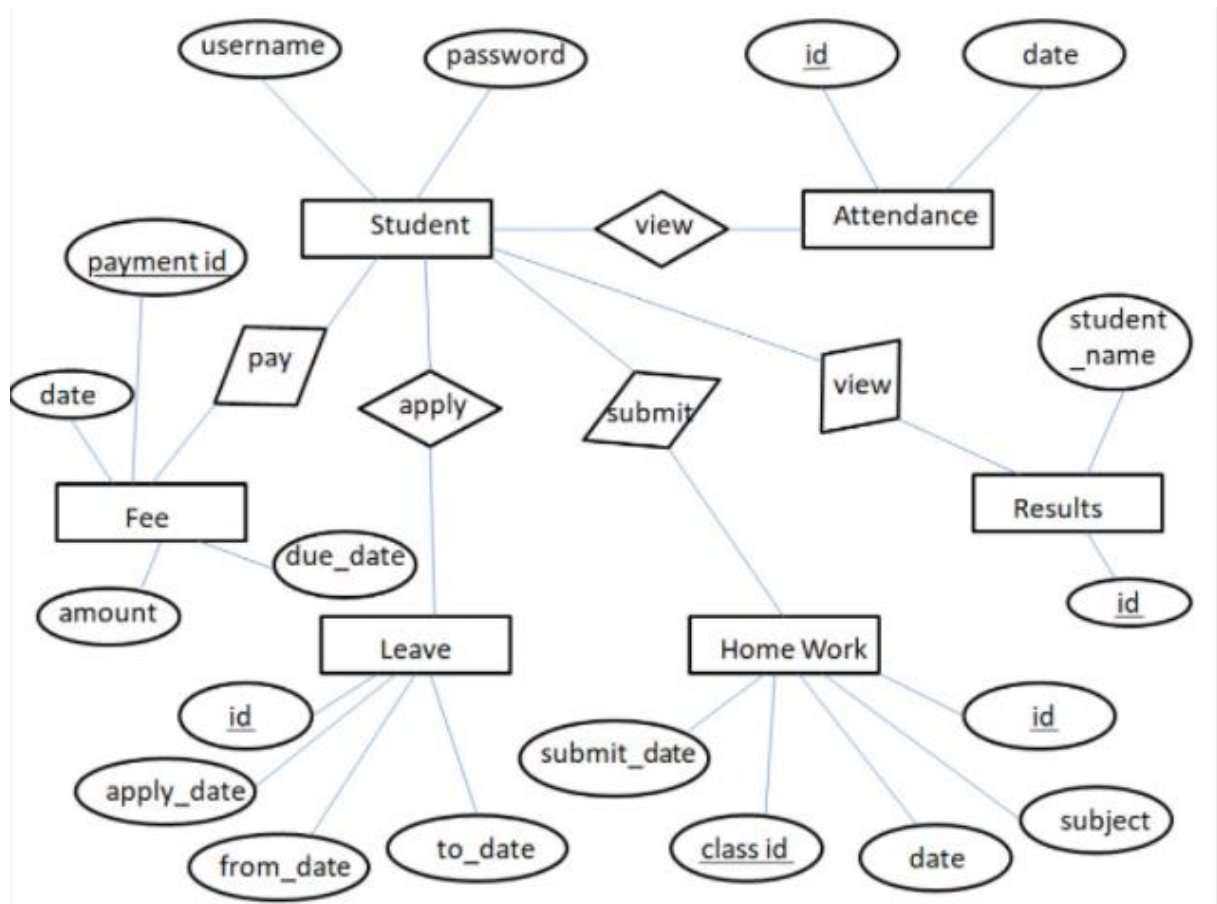 username
password
id
date
Student
view
Attendance
payment id
pay
date
apply
submit
view
student
_name
Fee
Results
due_date
amount
id
Leave
Home Work
id
id
submit_date
apply_date
subject
from_date
to_date
class id
date